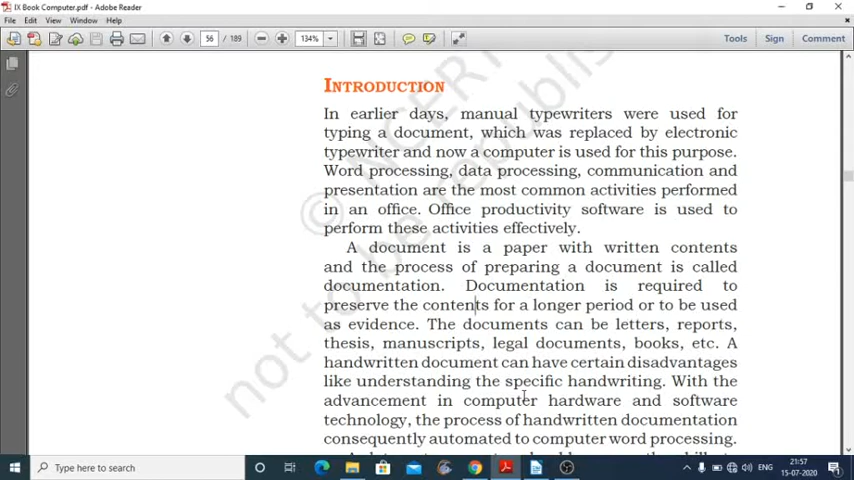 IX Book Computer.pdf - Adobe Reader
File Edit View Window Help
56 / 189 134% Tools Sign Comment
INTRODUCTION
In earlier days, manual typewriters were used for
typing a document, which was replaced by electronic
typewriter and now a computer is used for this purpose.
Word processing, data processing, communication and
presentation are the most common activities performed
in an office. Office productivity software is used to
perform these activities effectively.
A document is a paper with written contents
and the process of preparing a document is called
documentation. Documentation is required to
preserve the contents for a longer period or to be used
as evidence. The documents can be letters, reports,
thesis, manuscripts, legal documents, books, etc. A
handwritten document can have certain disadvantages
like understanding the specific handwriting. With the
advancement in computer hardware and software
technology, the process of handwritten documentation
consequently automated to computer word processing.
© NCERT
not to be republis
Type here to search
ENG 21:57
15-07-2020